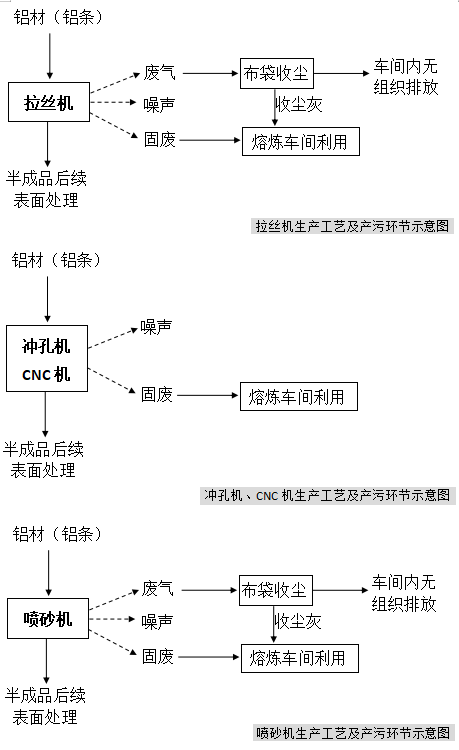 铝材（铝条）
废气
布袋收尘
车间内无
组织排放
拉丝机
噪声
收尘灰
固废
熔炼车间利用
半成品后续
表面处理
拉丝机生产工艺及产污环节示意图
铝材（铝条）
噪声
冲孔机
CNC 机
固废
熔炼车间利用
半成品后续
表面处理
冲孔机、CNC 机生产工艺及产污环节示意图
铝材（铝条）
废气
布袋收尘
车间内无
组织排放
喷砂机
噪声
收尘灰
固废
熔炼车间利用
半成品后续
表面处理
喷砂机生产工艺及产污环节示意图